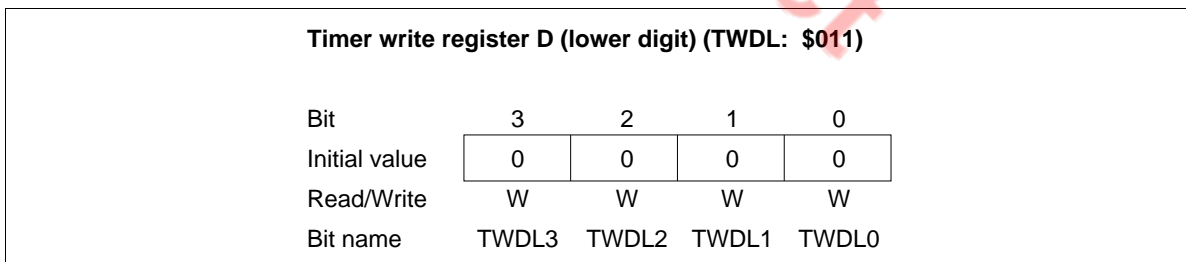 Timer write register D (lower digit) (TWDL: $011)
Bit 3 2 1 0
Initial value 0 0 0 0
Read/Write W W W W
Bit name TWDL3 TWDL2 TWDL1 TWDL0